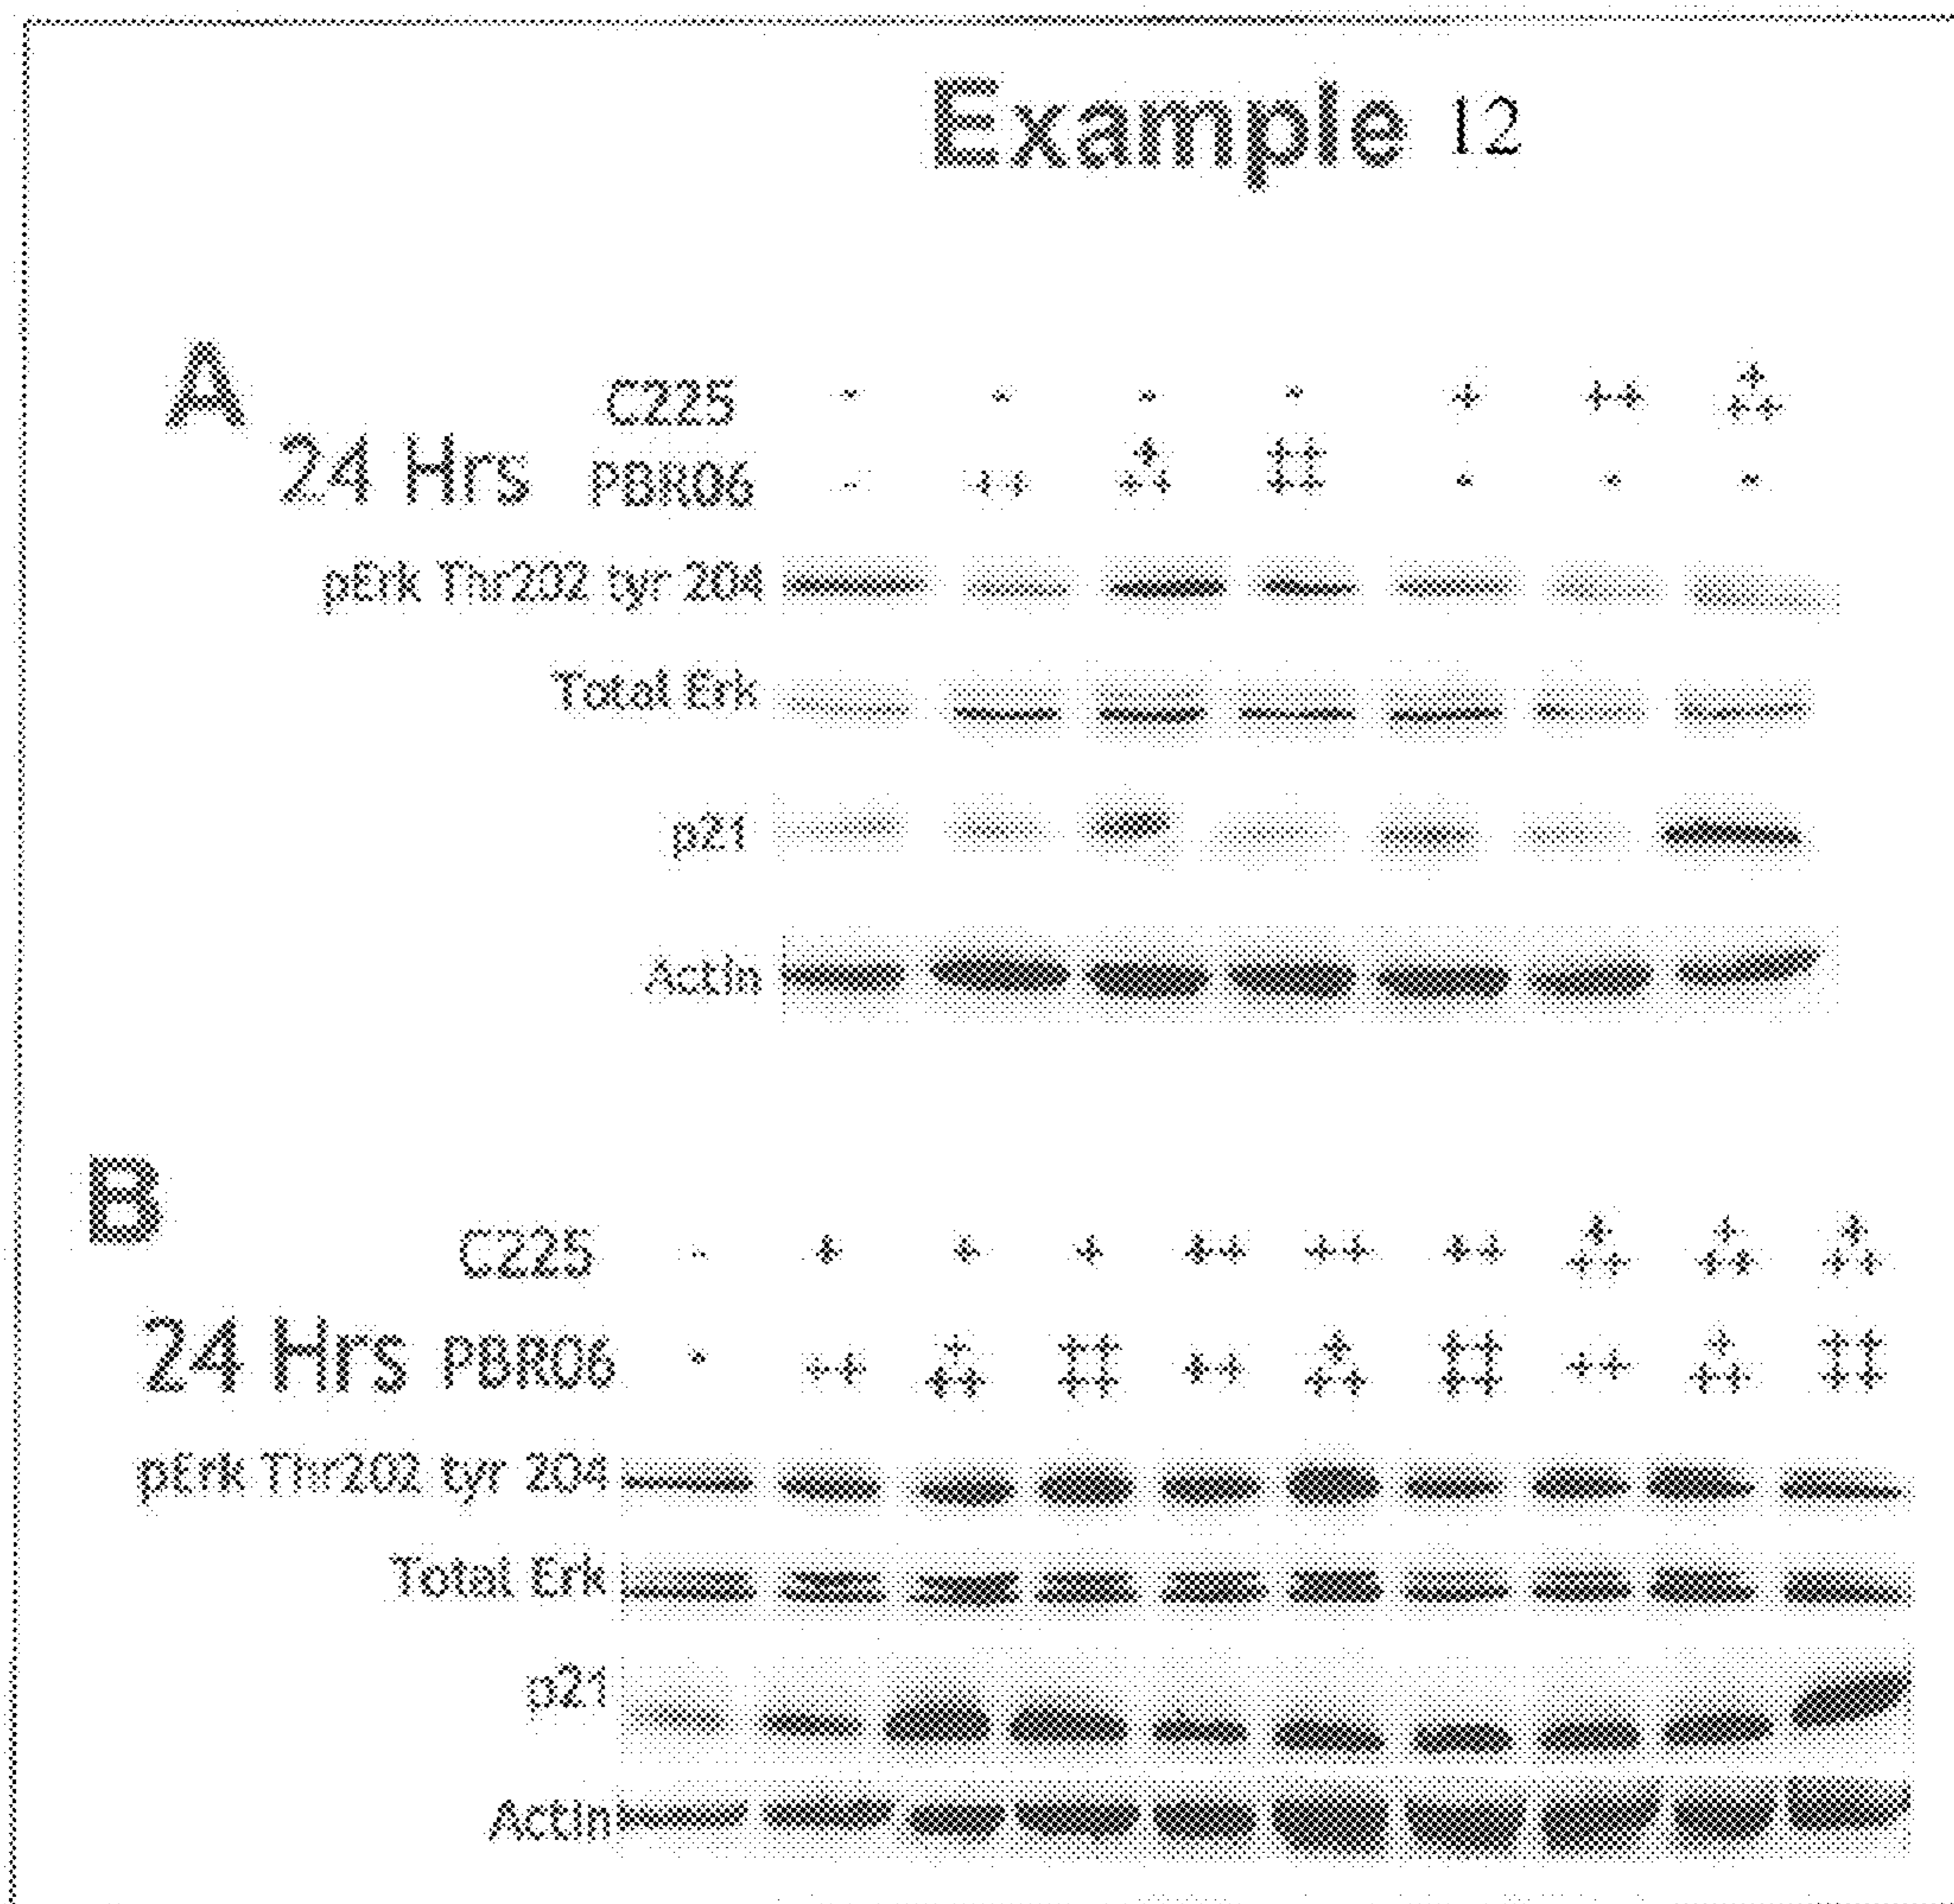 Example 12
A
C225 - - - - + ++ +++
24 Hrs PBR06 - ++ +++ ++++ - - -
pErk Thr202 tyr 204
Total Erk
p21
Actin
B
C225 - + + + ++ ++ ++ +++ +++ +++
24 Hrs PBR06 - ++ +++ ++++ ++ +++ ++++ ++ +++ ++++
pErk Thr202 tyr 204
Total Erk
p21
Actin